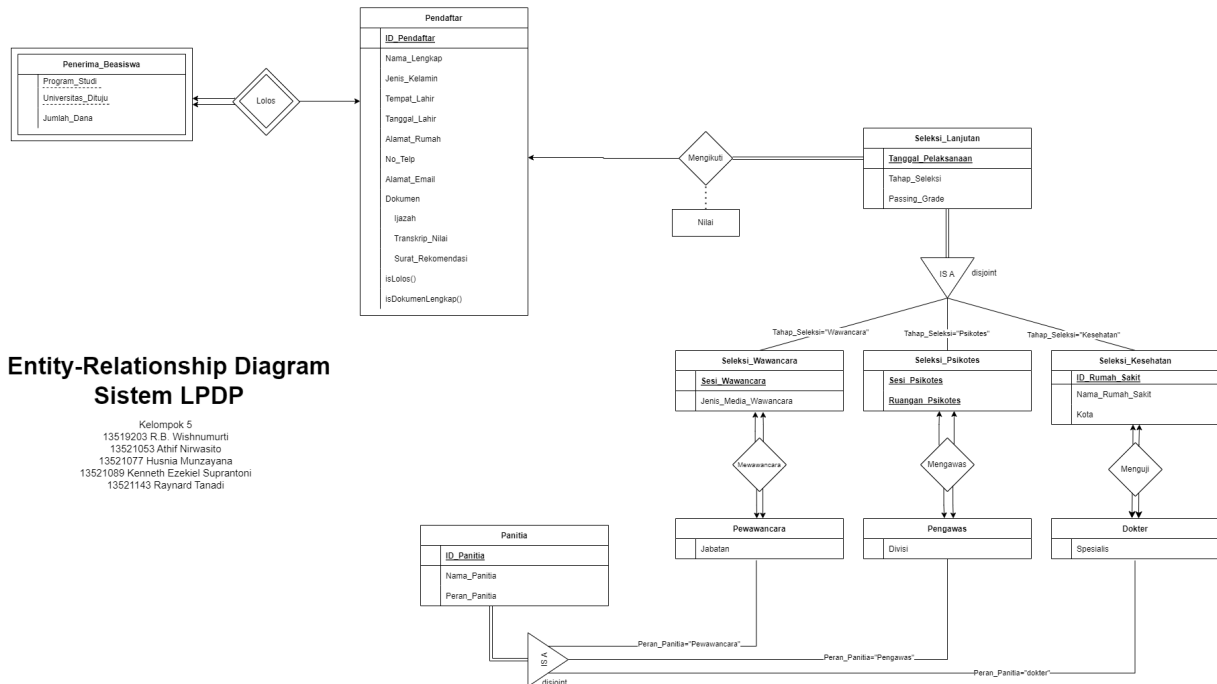 Pendaftar
ID_Pendaftar
Nama_Lengkap
Jenis_Kelamin
Tempat_Lahir
Tanggal_Lahir
Alamat_Rumah
No_Telp
Alamat_Email
Dokumen
Ijazah
Transkrip_Nilai
Surat_Rekomendasi
isLolos()
isDokumenLengkap()
Penerima_Beasiswa
Program_Studi
Universitas_Dituju
Jumlah_Dana
Lolos
Mengikuti
Nilai
Seleksi_Lanjutan
Tanggal_Pelaksanaan
Tahap_Seleksi
Passing_Grade
IS A
disjoint
Tahap_Seleksi="Wawancara"
Tahap_Seleksi="Psikotes"
Tahap_Seleksi="Kesehatan"
Seleksi_Wawancara
Sesi_Wawancara
Jenis_Media_Wawancara
Seleksi_Psikotes
Sesi_Psikotes
Ruangan_Psikotes
Seleksi_Kesehatan
ID_Rumah_Sakit
Nama_Rumah_Sakit
Kota
Entity-Relationship Diagram
Sistem LPDP
Kelompok 5
13519203 R.B. Wishnumurti
13521053 Athif Nirwasito
13521077 Husnia Munzayana
13521089 Kenneth Ezekiel Suprantoni
13521143 Raynard Tanadi
Mewawancara
Mengawas
Menguji
Pewawancara
Jabatan
Pengawas
Divisi
Dokter
Spesialis
Panitia
ID_Panitia
Nama_Panitia
Peran_Panitia
IS A
disjoint
Peran_Panitia="Pewawancara"
Peran_Panitia="Pengawas"
Peran_Panitia="dokter"